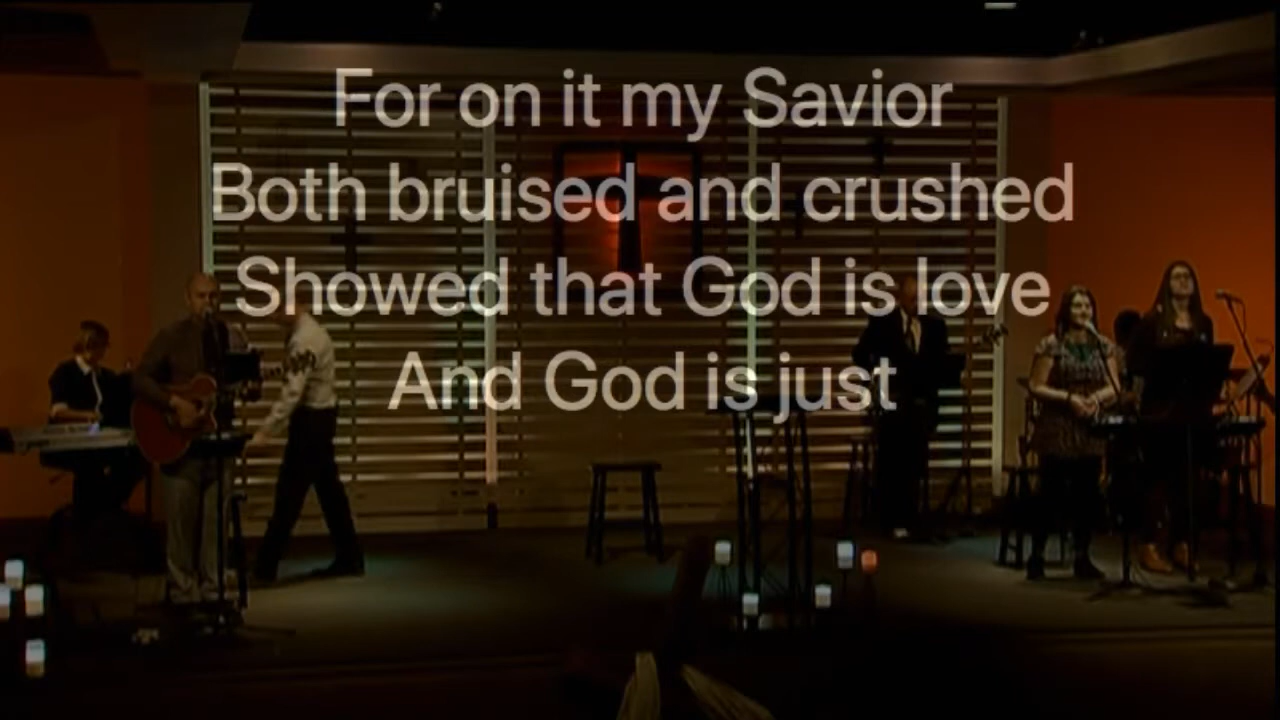 For on it my Savior
Both bruised and crushed
Showed that God is love
And God is just